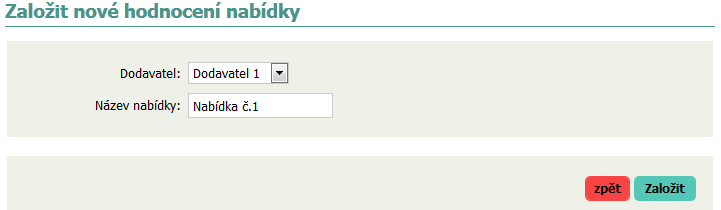 Založit nové hodnocení nabídky
Dodavatel: Dodavatel 1
Název nabídky: Nabídka č.1
zpět Založit